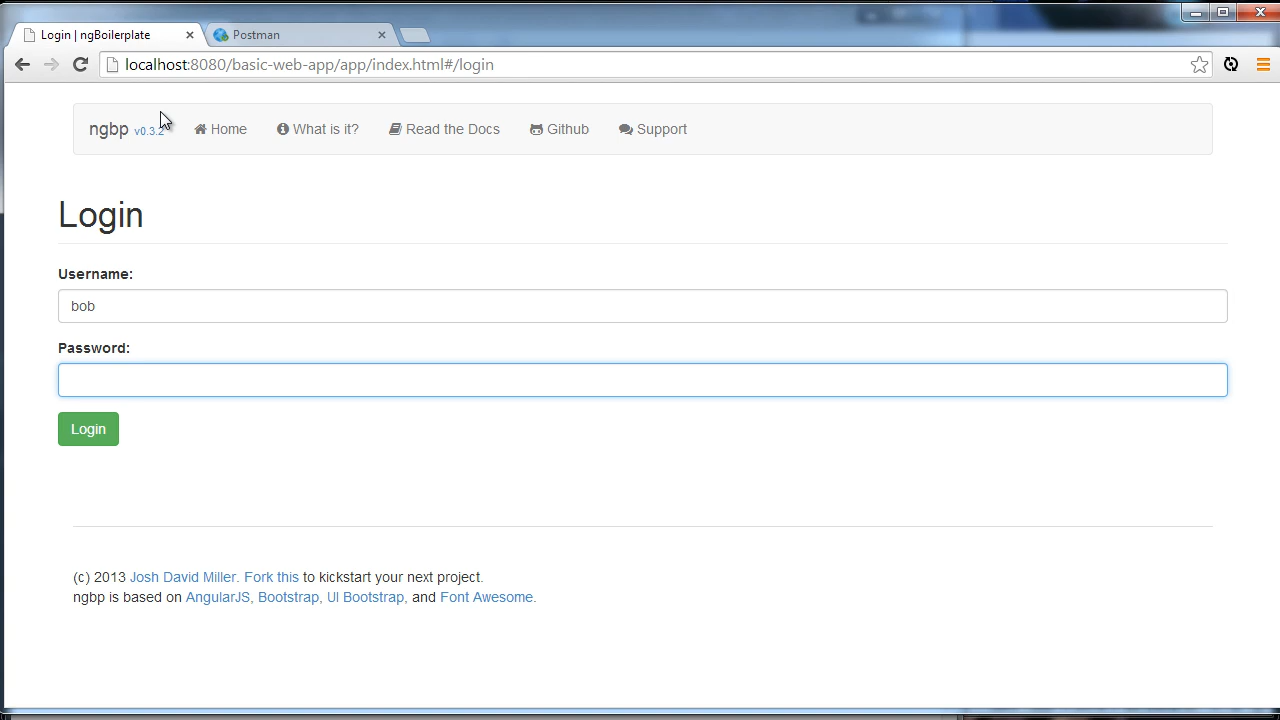 Login | ngBoilerplate
Postman
localhost:8080/basic-web-app/app/index.html#/login
ngbp v0.3.2 Home What is it? Read the Docs Github Support
Login
Username:
bob
Password:
Login
(c) 2013 Josh David Miller. Fork this to kickstart your next project.
ngbp is based on AngularJS, Bootstrap, UI Bootstrap, and Font Awesome.